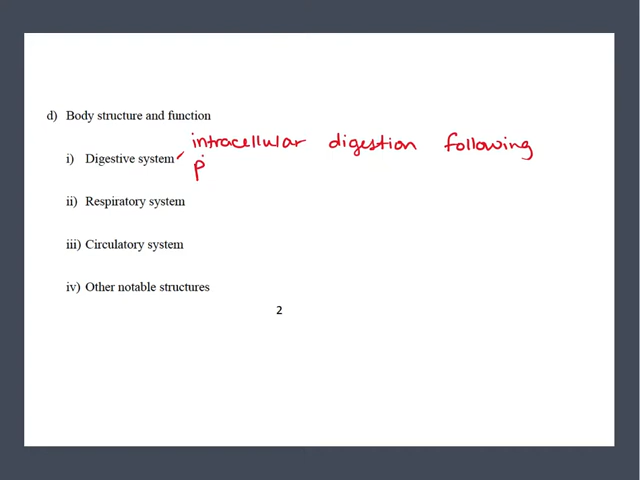 d) Body structure and function
intracellular digestion following
i) Digestive system
p
ii) Respiratory system
iii) Circulatory system
iv) Other notable structures
2